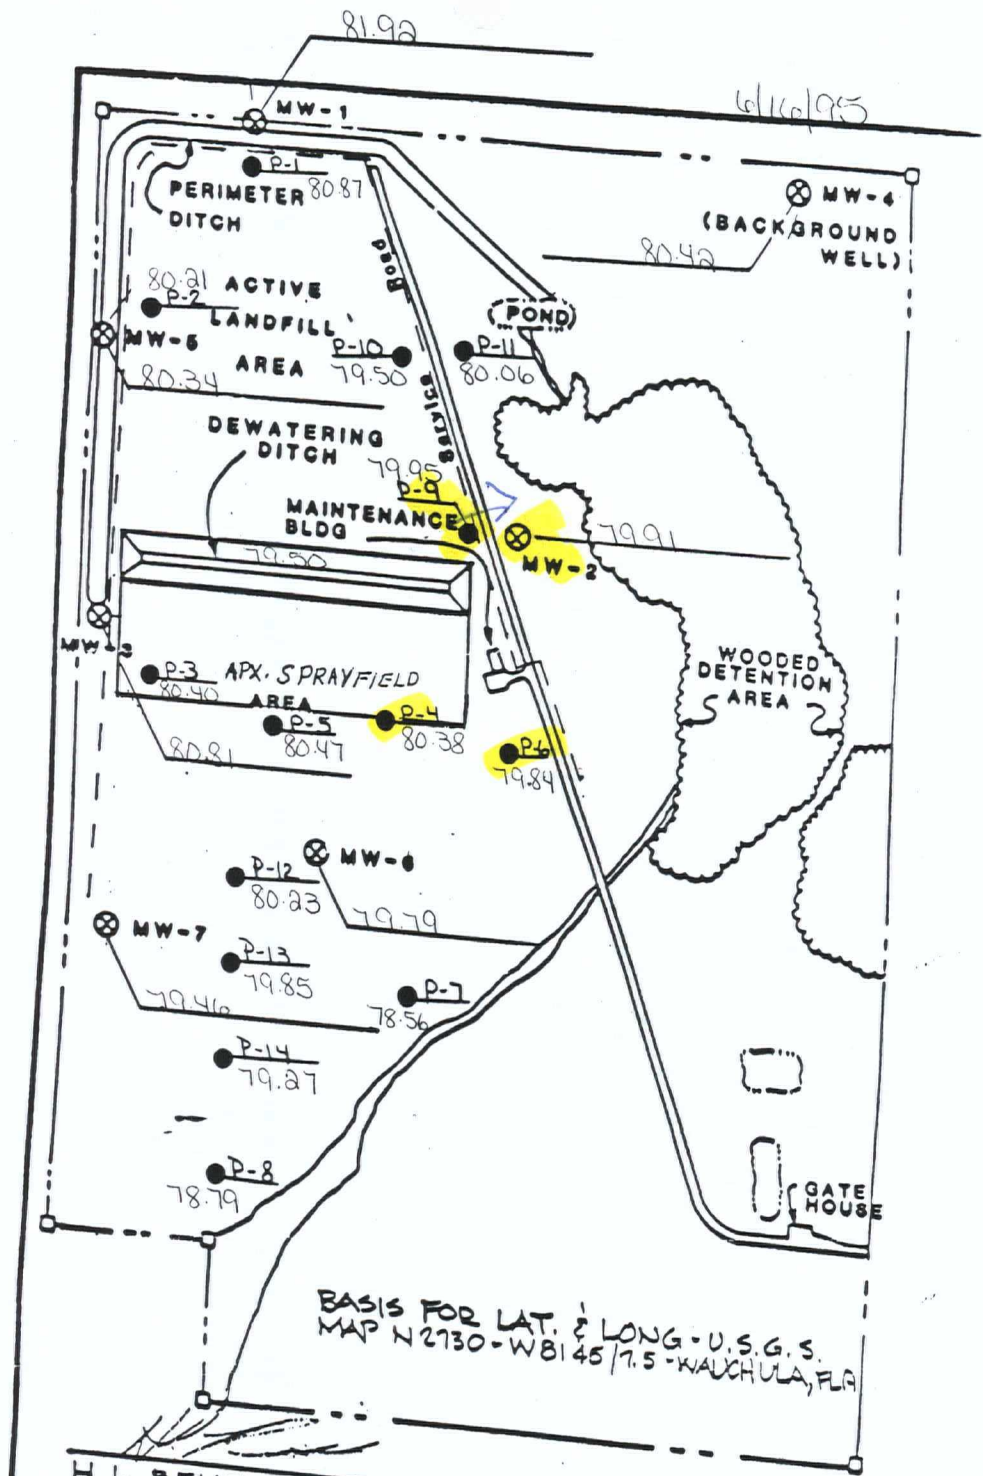 81.92
6/16/95
MW-1
P-1
80.87
PERIMETER
DITCH
MW-4
(BACKGROUND
WELL)
80.42
80.21
P-2
ACTIVE
LANDFILL
AREA
MW-5
80.34
Service Road
POND
P-10
79.50
P-11
80.06
DEWATERING
DITCH
79.95
P-9
MAINTENANCE
BLDG
79.91
MW-2
79.50
P-3
80.40
APX. SPRAYFIELD
AREA
P-5
80.47
P-4
80.38
80.81
P-6
79.84
WOODED
DETENTION
AREA
P-12
80.23
MW-6
79.79
MW-7
79.46
P-13
79.85
P-7
78.56
P-14
79.27
P-8
78.79
GATE
HOUSE
BASIS FOR LAT. & LONG - U.S.G.S.
MAP N2730-W8145/7.5-WAUCHULA, FLA